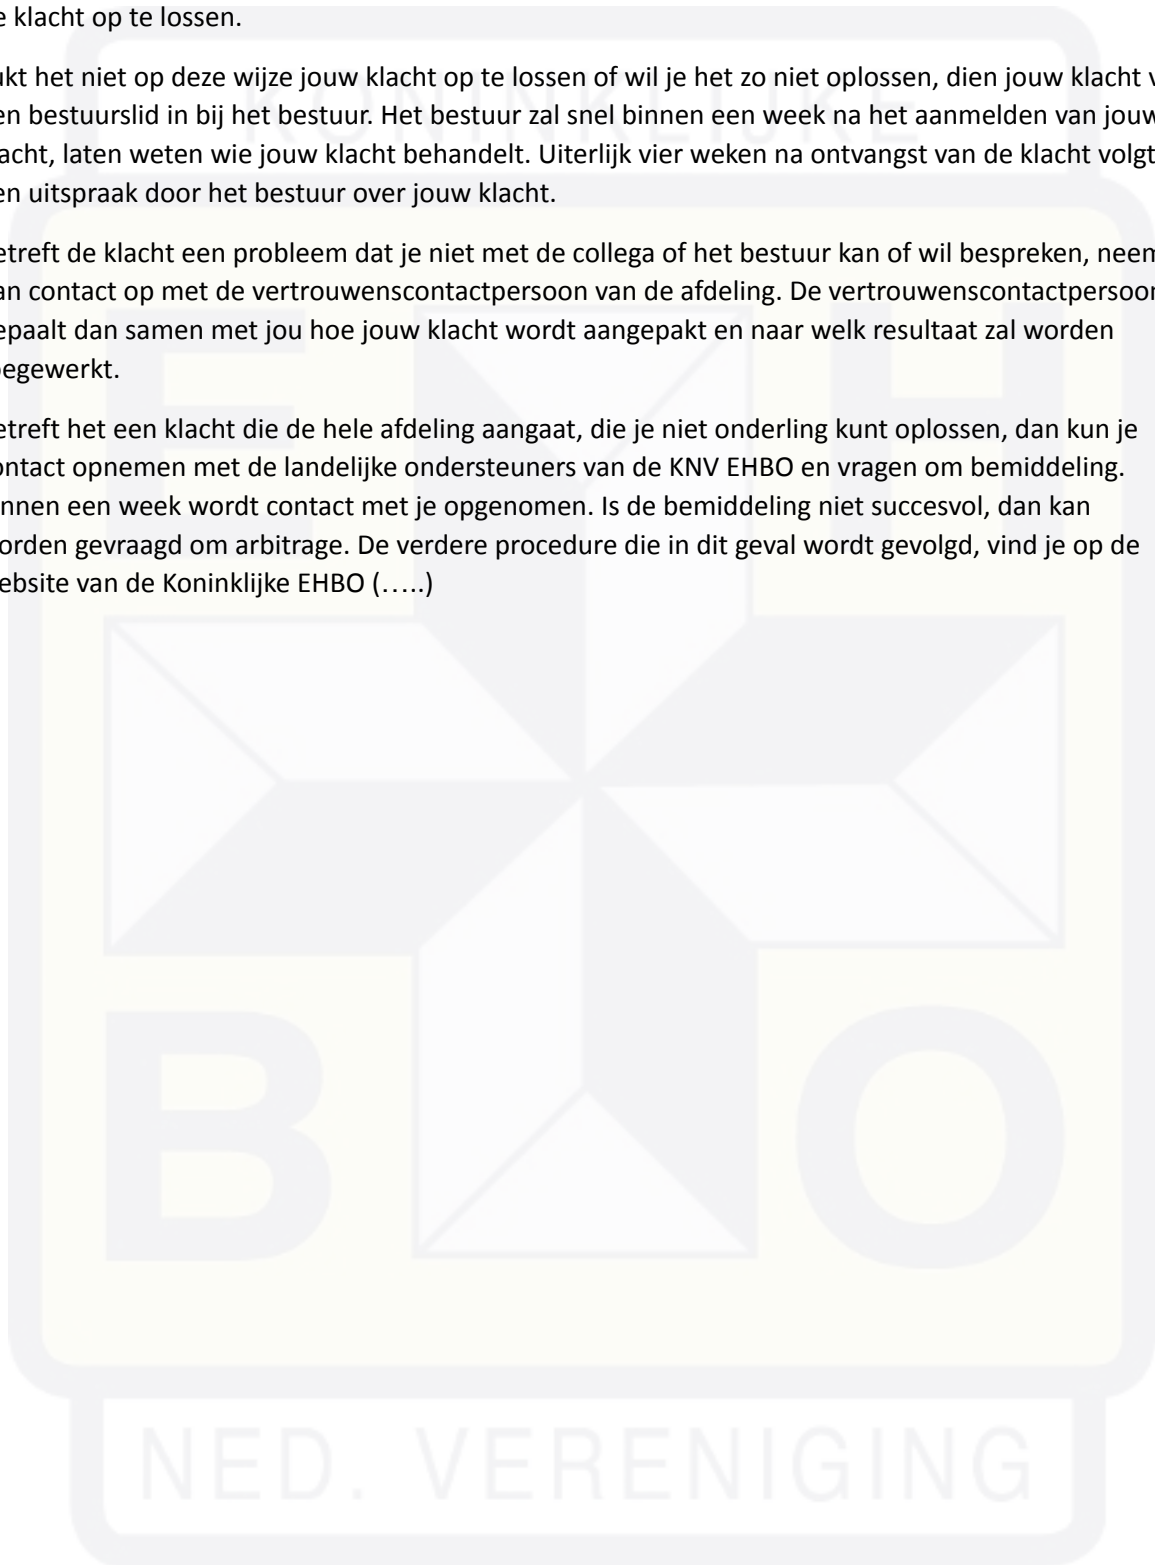 e klacht op te lossen.
ukt het niet op deze wijze jouw klacht op te lossen of wil je het zo niet oplossen, dien jouw klacht v
en bestuurslid in bij het bestuur. Het bestuur zal snel binnen een week na het aanmelden van jouw
acht, laten weten wie jouw klacht behandelt. Uiterlijk vier weken na ontvangst van de klacht volgt
en uitspraak door het bestuur over jouw klacht.
etreft de klacht een probleem dat je niet met de collega of het bestuur kan of wil bespreken, neem
an contact op met de vertrouwenscontactpersoon van de afdeling. De vertrouwenscontactpersoon
epaalt dan samen met jou hoe jouw klacht wordt aangepakt en naar welk resultaat zal worden
oegewerkt.
etreft het een klacht die de hele afdeling aangaat, die je niet onderling kunt oplossen, dan kun je
ontact opnemen met de landelijke ondersteuners van de KNV EHBO en vragen om bemiddeling.
nnen een week wordt contact met je opgenomen. Is de bemiddeling niet succesvol, dan kan
orden gevraagd om arbitrage. De verdere procedure die in dit geval wordt gevolgd, vind je op de
ebsite van de Koninklijke EHBO (…..)
KONINKLIJKE
E H
B O
NED. VERENIGING